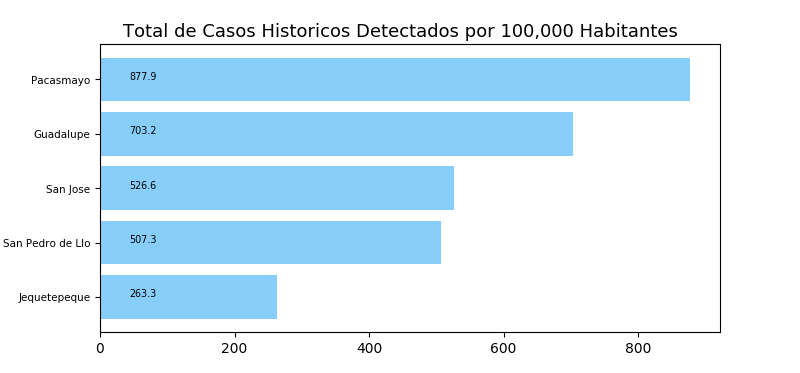 Total de Casos Historicos Detectados por 100,000 Habitantes
Pacasmayo 877.9
Guadalupe 703.2
San Jose 526.6
San Pedro de Llo 507.3
Jequetepeque 263.3
0 200 400 600 800